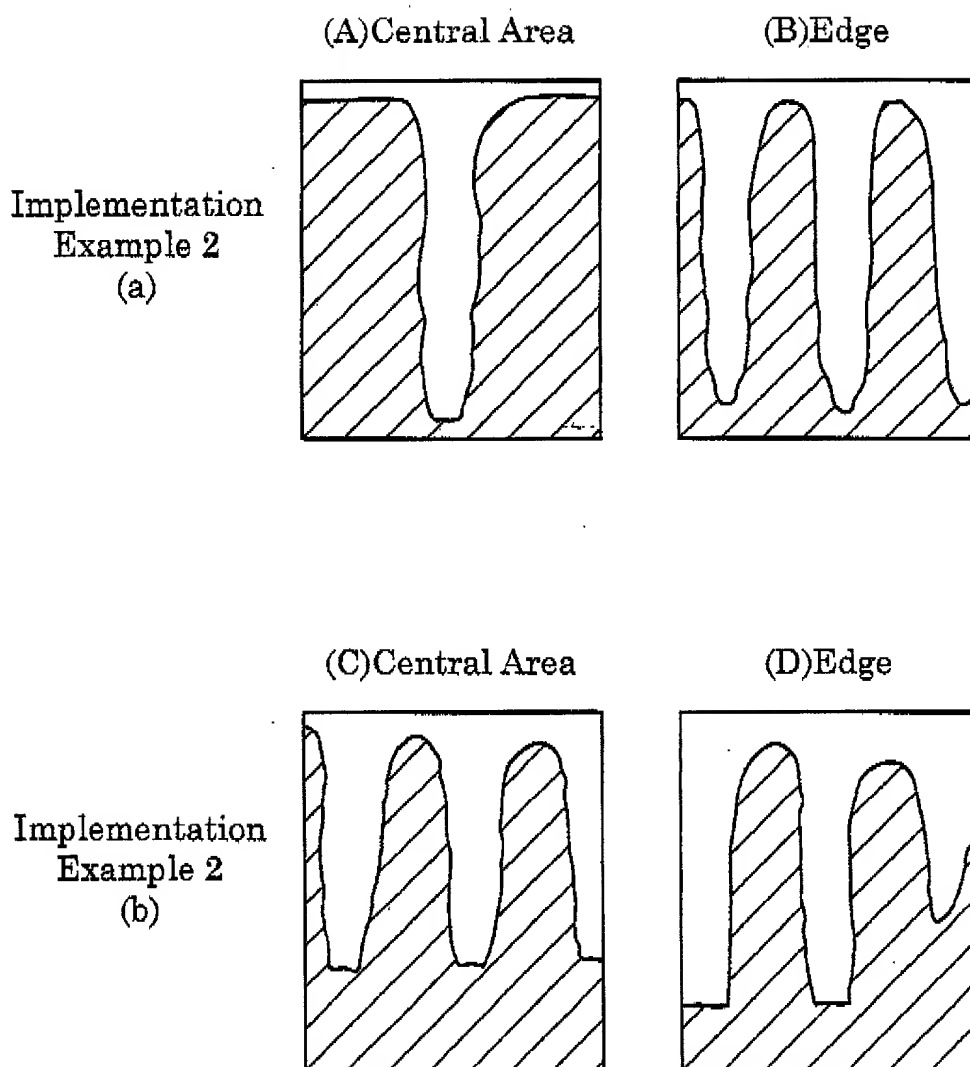 (A)Central Area
(B)Edge
Implementation
Example 2
(a)
(C)Central Area
(D)Edge
Implementation
Example 2
(b)